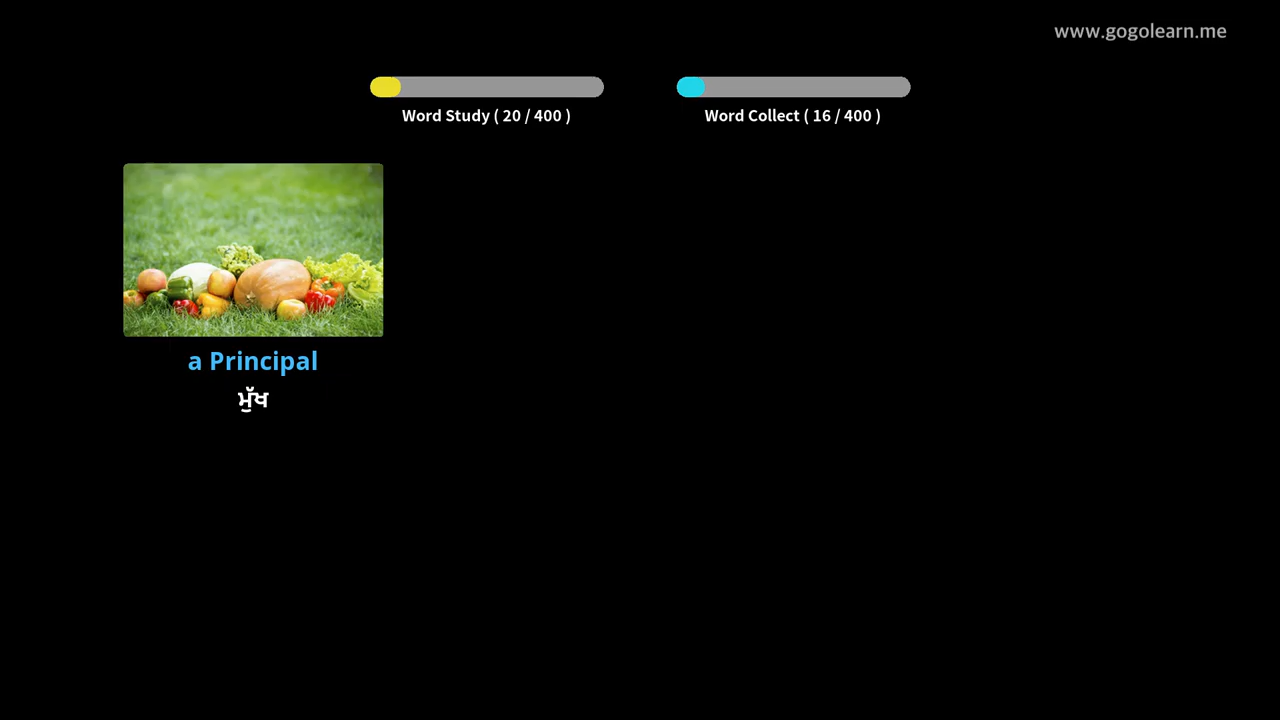 www.gogolearn.me
Word Study ( 20 / 400 )
Word Collect ( 16 / 400 )
a Principal
ਮੁੱਖ